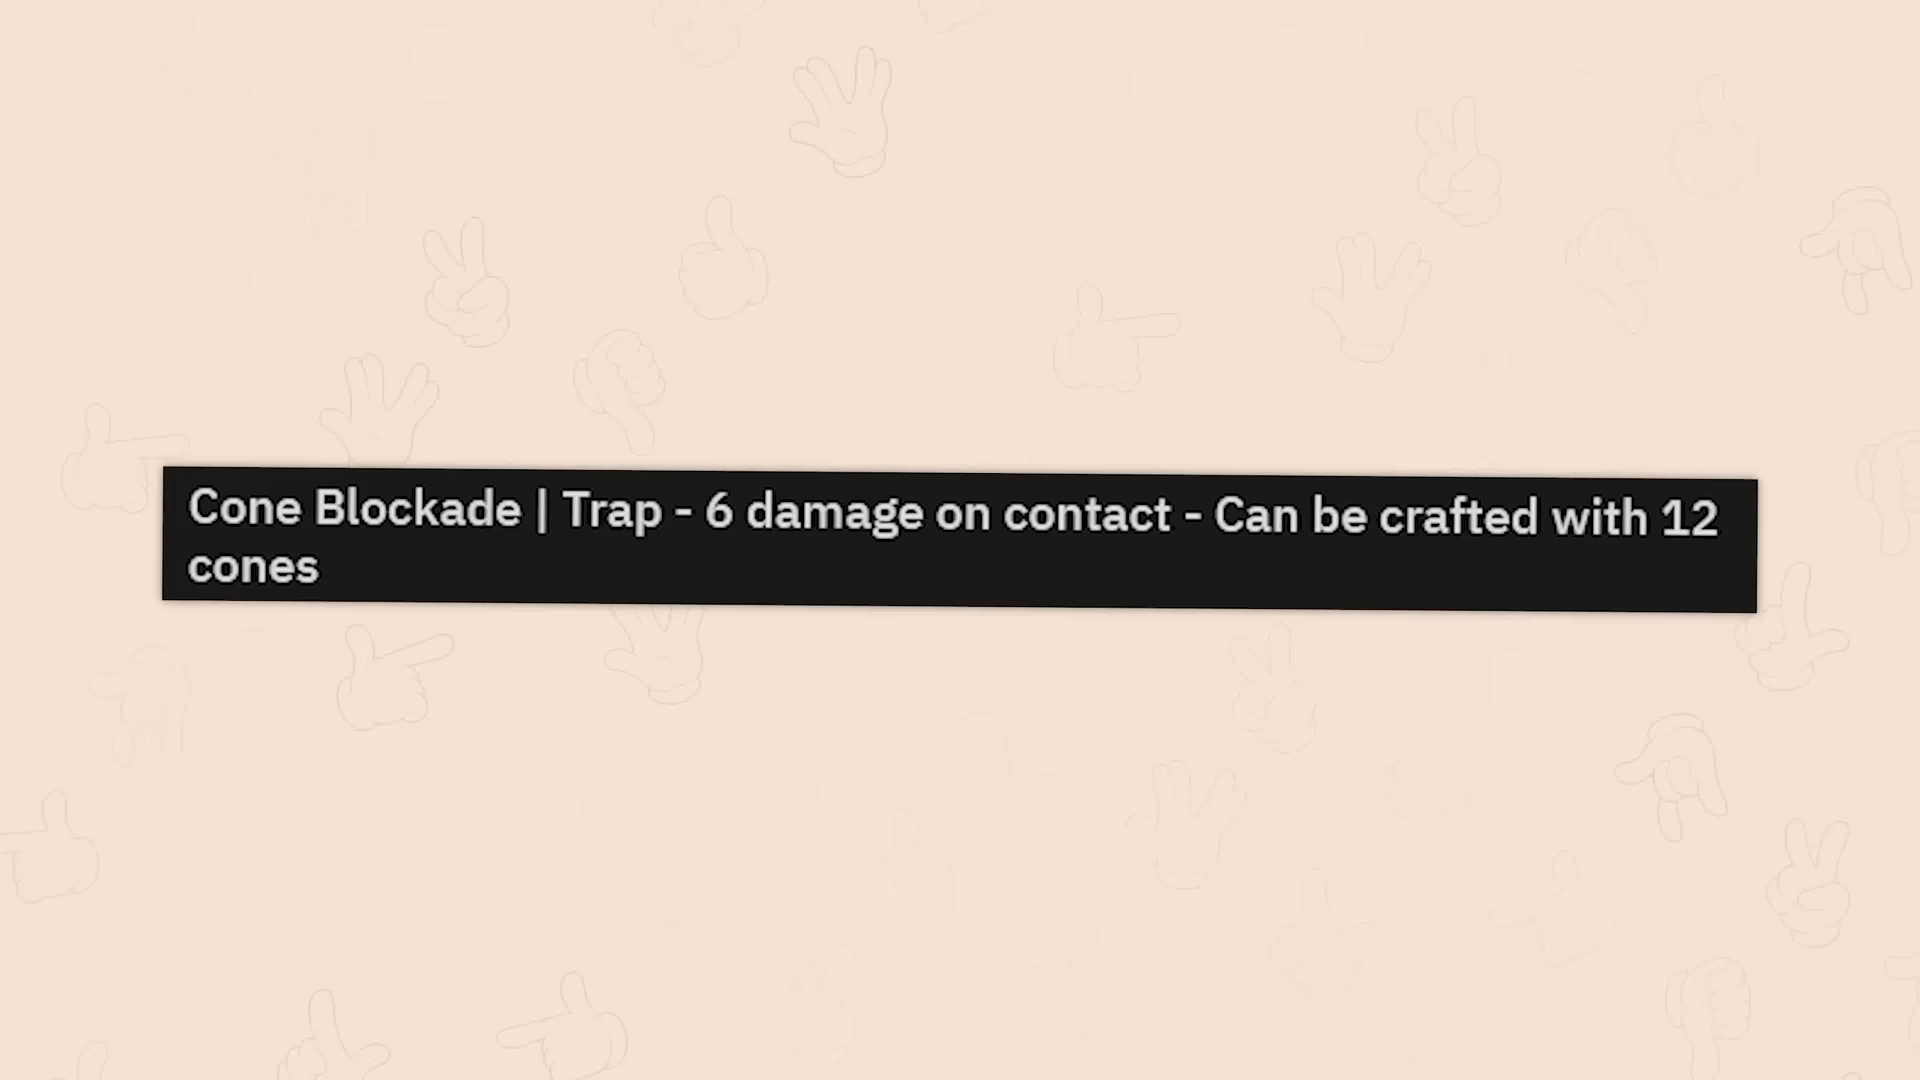 Cone Blockade | Trap - 6 damage on contact - Can be crafted with 12
cones